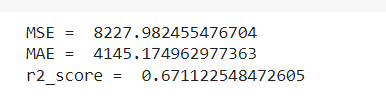 MSE =  8227.982455476704
MAE =  4145.174962977363
r2_score =  0.671122548472605